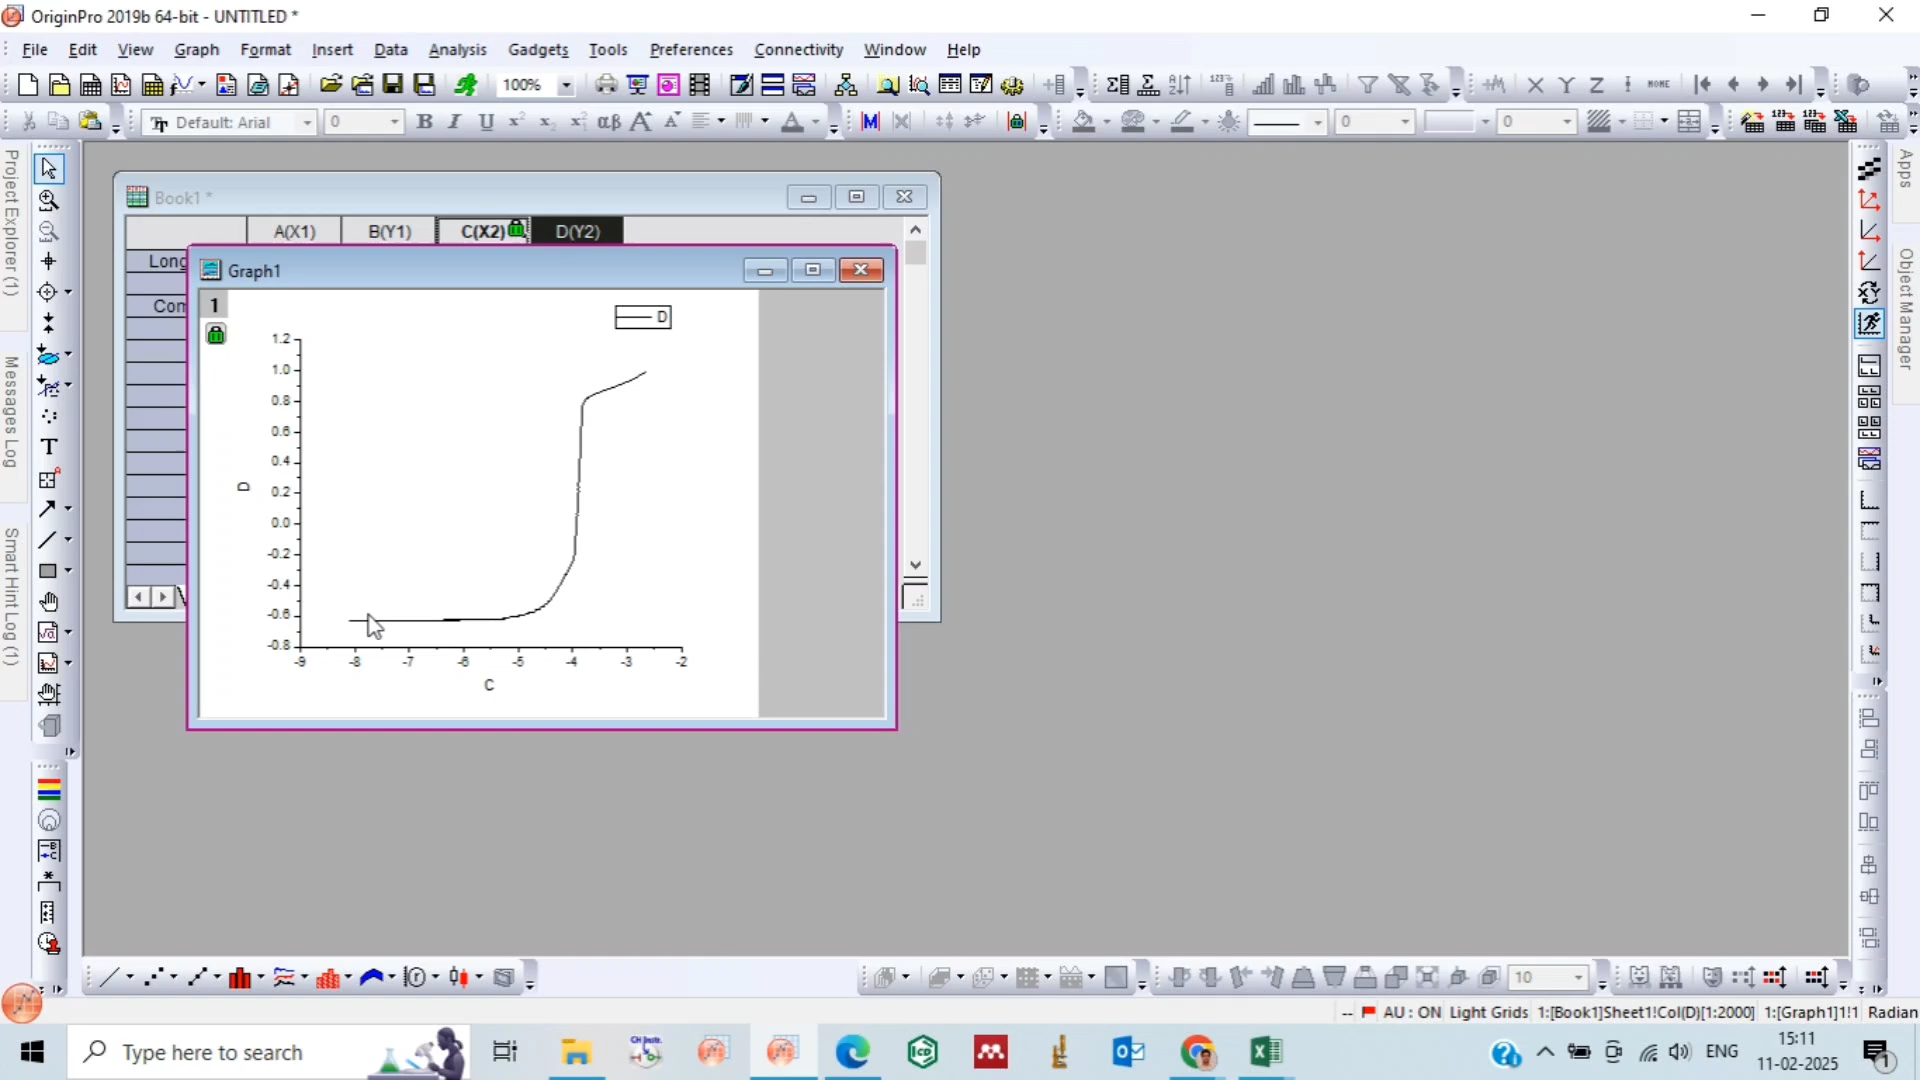 OriginPro 2019b 64-bit - UNTITLED *
File Edit View Graph Format Insert Data Analysis Gadgets Tools Preferences Connectivity Window Help
100%
Default: Arial 0
0 0
Project Explorer (1)
Messages Log
Smart Hint Log (1)
Apps
Object Manager
Book1 *
A(X1) B(Y1) C(X2) D(Y2)
Long
Com
Graph1
1
D
1.2
1.0
0.8
0.6
0.4
0.2
0.0
-0.2
-0.4
-0.6
-0.8
D
-9 -8 -7 -6 -5 -4 -3 -2
C
10
-- AU : ON Light Grids 1:[Book1]Sheet1!Col(D)[1:2000] 1:[Graph1]1!1 Radian
Type here to search
ENG
15:11
11-02-2025